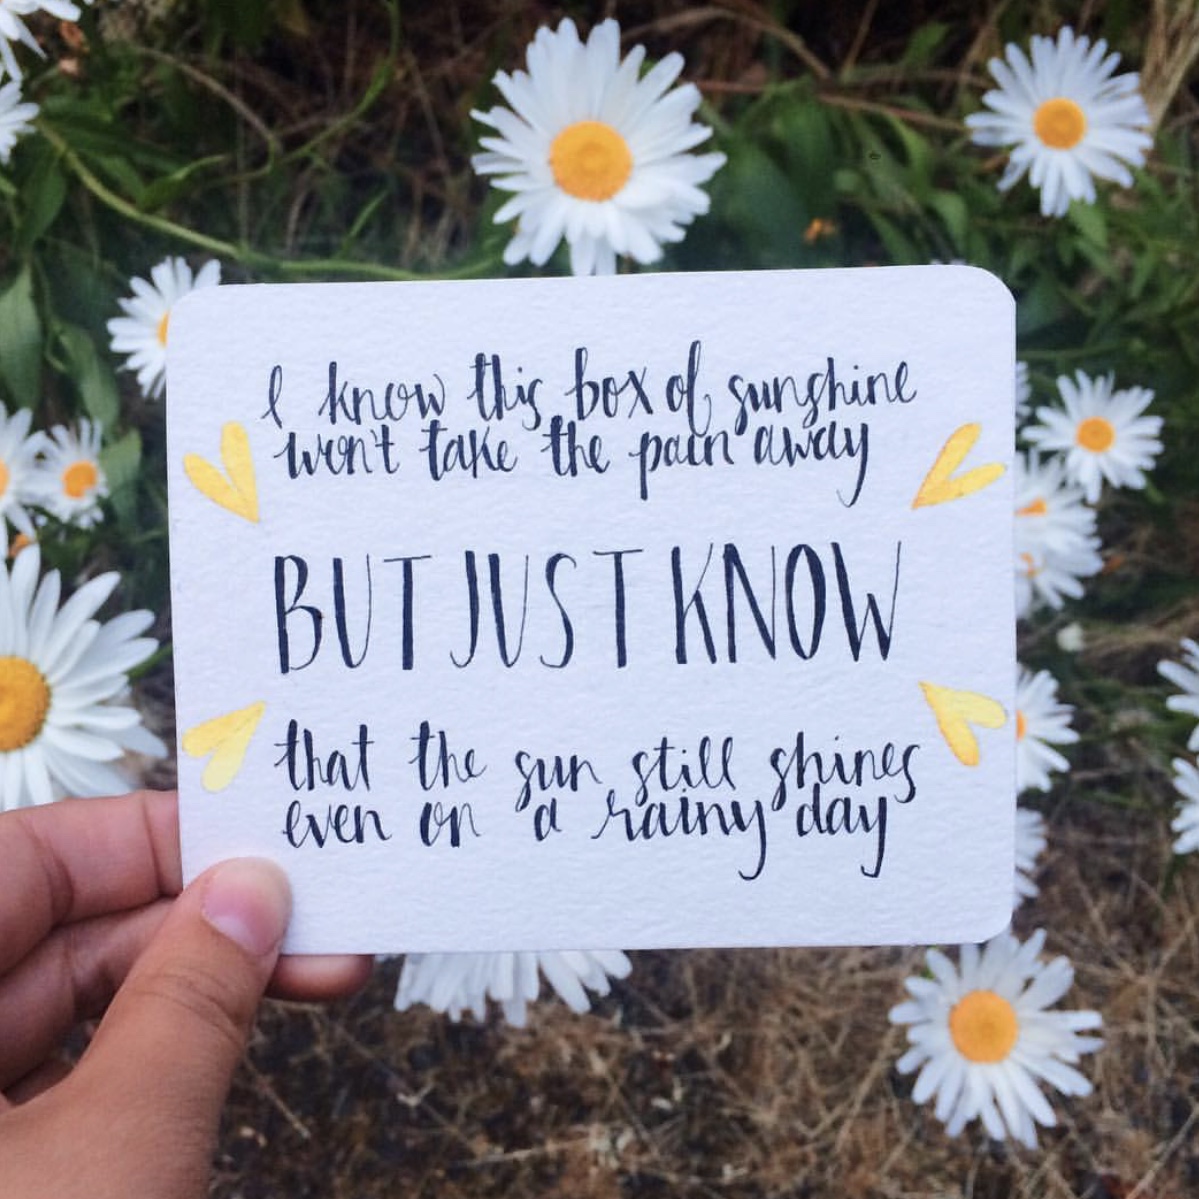 I know this box of sunshine
won't take the pain away
BUT JUST KNOW
that the sun still shines
even on a rainy day